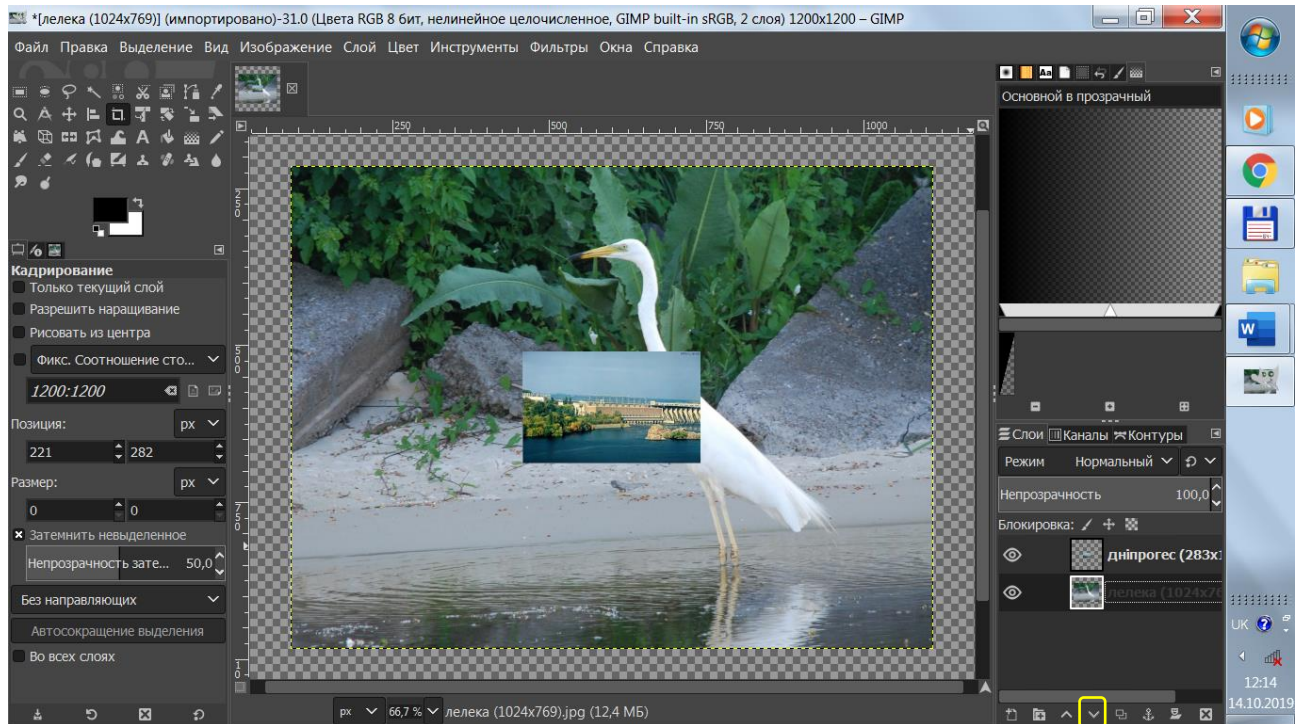 *[лелека (1024x769)] (импортировано)-31.0 (Цвета RGB 8 бит, нелинейное целочисленное, GIMP built-in sRGB, 2 слоя) 1200x1200 – GIMP
Файл Правка Выделение Вид Изображение Слой Цвет Инструменты Фильтры Окна Справка
Основной в прозрачный
250 500 750 1000
250
500
750
Кадрирование
Только текущий слой
Разрешить наращивание
Рисовать из центра
Фикс. Соотношение сто...
1200:1200
Позиция: px
221 282
Размер: px
0 0
Затемнить невыделенное
Непрозрачность зате... 50,0
Без направляющих
Автосокращение выделения
Во всех слоях
px 66,7 % лелека (1024x769).jpg (12,4 МБ)
Слои Каналы Контуры
Режим Нормальный
Непрозрачность 100,0
Блокировка:
дніпрогес (283x1
лелека (1024x76
UK
12:14
14.10.2019